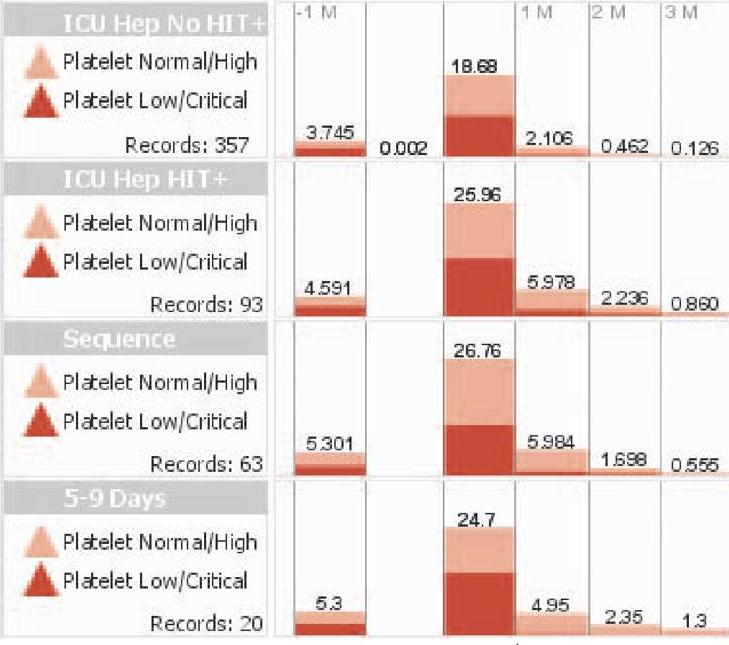 ICU Hep No HIT+
-1 M 1 M 2 M 3 M
Platelet Normal/High
Platelet Low/Critical
Records: 357
3.745 0.002 18.68 2.106 0.462 0.126
ICU Hep HIT+
Platelet Normal/High
Platelet Low/Critical
Records: 93
4.591 25.96 5.978 2.236 0.860
Sequence
Platelet Normal/High
Platelet Low/Critical
Records: 63
5.301 26.76 5.984 1.698 0.555
5-9 Days
Platelet Normal/High
Platelet Low/Critical
Records: 20
5.3 24.7 4.95 2.35 1.3